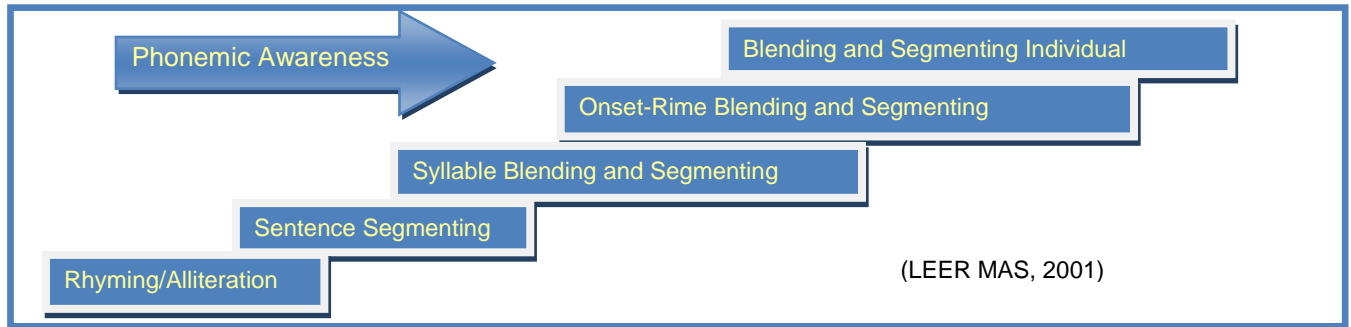 Phonemic Awareness
Blending and Segmenting Individual
Onset-Rime Blending and Segmenting
Syllable Blending and Segmenting
Sentence Segmenting
Rhyming/Alliteration
(LEER MAS, 2001)